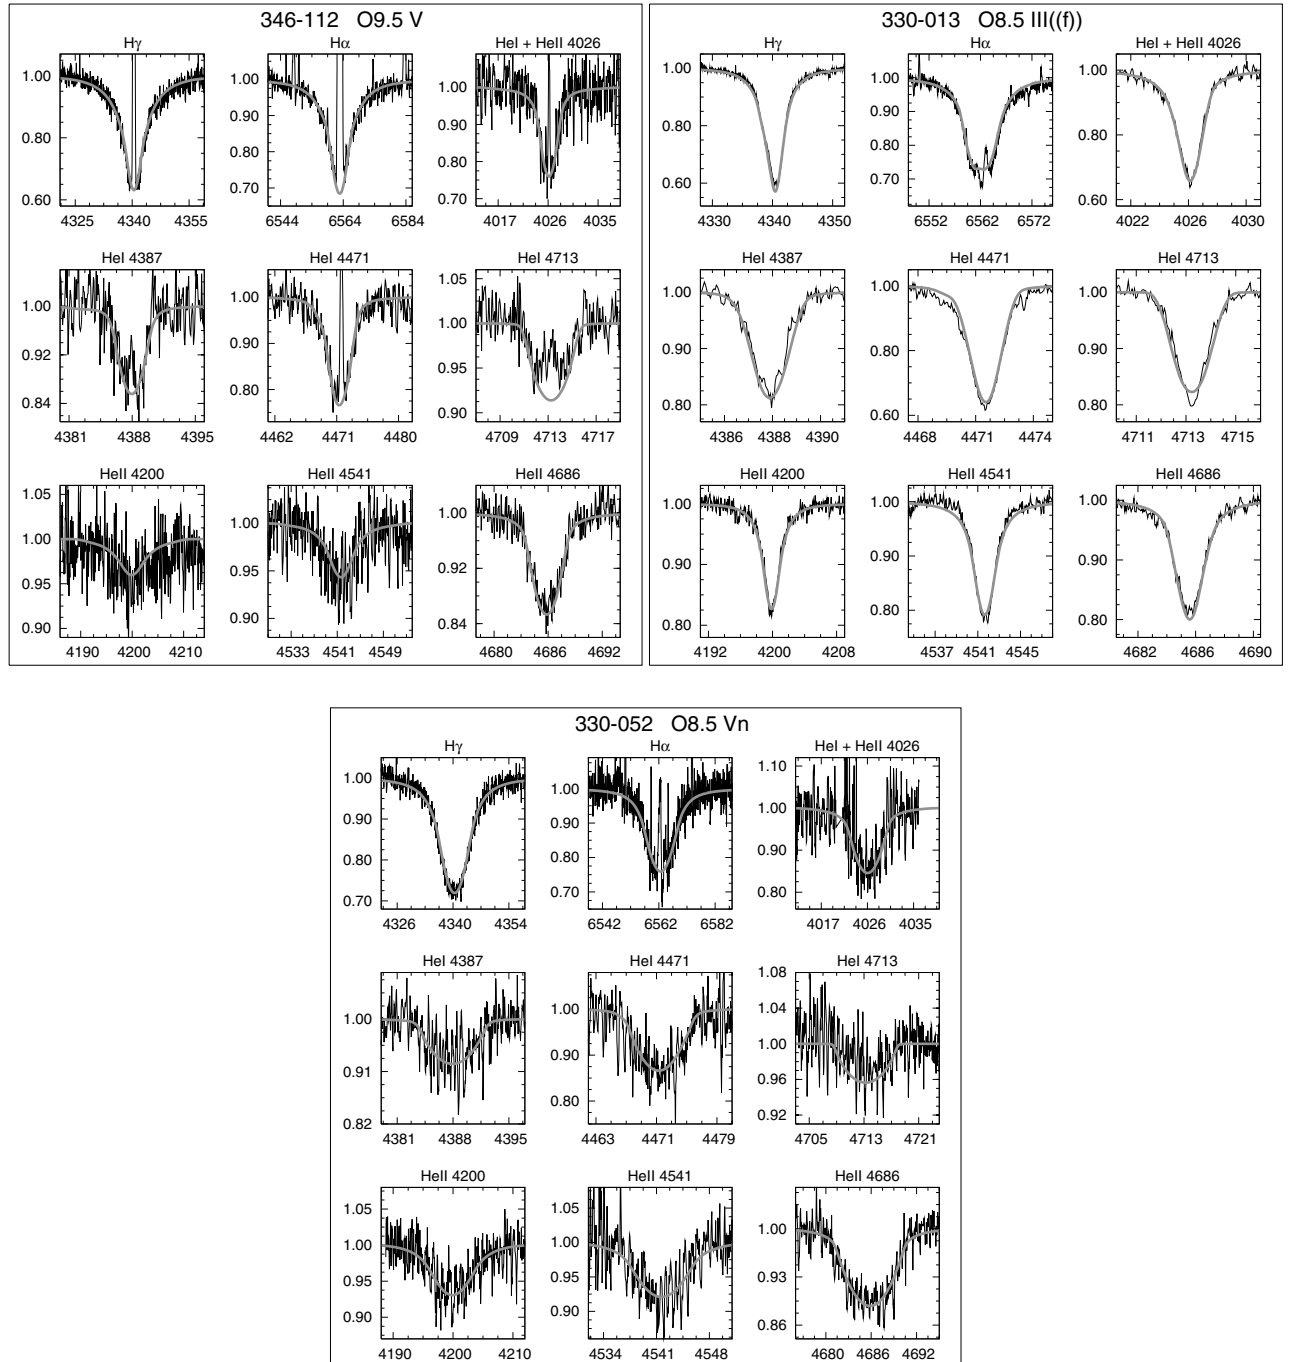 346-112 O9.5 V
Hγ
Hα
HeI + HeII 4026
1.00
0.80
0.60
4325 4340 4355
1.00
0.90
0.80
0.70
6544 6564 6584
1.00
0.90
0.80
0.70
4017 4026 4035
HeI 4387
HeI 4471
HeI 4713
1.00
0.92
0.84
4381 4388 4395
1.00
0.90
0.80
4462 4471 4480
1.05
1.00
0.95
0.90
4709 4713 4717
HeII 4200
HeII 4541
HeII 4686
1.05
1.00
0.95
0.90
4190 4200 4210
1.00
0.95
0.90
4533 4541 4549
1.00
0.92
0.84
4680 4686 4692
330-013 O8.5 III((f))
Hγ
Hα
HeI + HeII 4026
1.00
0.80
0.60
4330 4340 4352
1.00
0.90
0.80
0.70
6552 6562 6572
1.00
0.80
0.60
4022 4026 4030
HeI 4387
HeI 4471
HeI 4713
1.00
0.90
0.80
4386 4388 4390
1.00
0.80
0.60
4468 4471 4474
1.00
0.90
0.80
4711 4713 4715
HeII 4200
HeII 4541
HeII 4686
1.00
0.90
0.80
4192 4200 4208
1.00
0.90
0.80
4537 4541 4545
1.00
0.90
0.80
4682 4686 4690
330-052 O8.5 Vn
Hγ
Hα
HeI + HeII 4026
1.00
0.90
0.80
0.70
4326 4340 4354
1.00
0.90
0.80
0.70
6542 6562 6582
1.10
1.00
0.90
0.80
4017 4026 4035
HeI 4387
HeI 4471
HeI 4713
1.00
0.91
0.82
4381 4388 4395
1.00
0.90
0.80
4463 4471 4479
1.08
1.04
1.00
0.96
0.92
4705 4713 4721
HeII 4200
HeII 4541
HeII 4686
1.05
1.00
0.95
0.90
4190 4200 4210
1.05
1.00
0.95
0.90
4534 4541 4548
1.00
0.93
0.86
4680 4686 4692